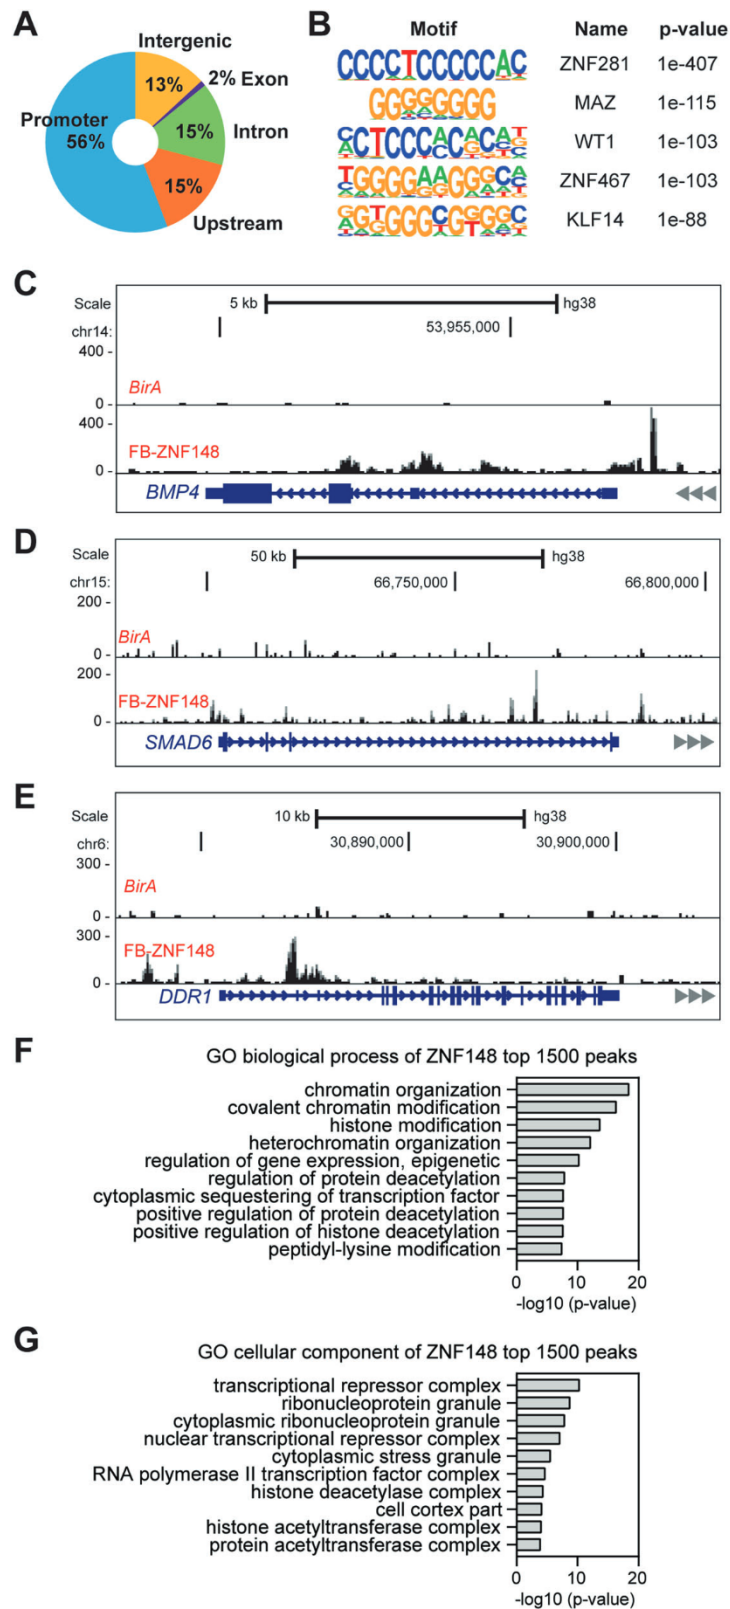 A
Intergenic
13%
2% Exon
Promoter
56%
15%
Intron
15%
Upstream
B
Motif Name p-value
CCCCTCCCCCAC ZNF281 1e-407
GGGGGGGG MAZ 1e-115
CTCCCACACA WT1 1e-103
TGGGGAAGGGCA ZNF467 1e-103
GGTGGGCGGGGC KLF14 1e-88
C
Scale 5 kb hg38
chr14: 53,955,000
400 -
BirA
0 -
400 -
FB-ZNF148
0 -
BMP4
D
Scale 50 kb hg38
chr15: 66,750,000 66,800,000
200 -
BirA
0 -
200 -
FB-ZNF148
0 -
SMAD6
E
Scale 10 kb hg38
chr6: 30,890,000 30,900,000
300 -
BirA
0 -
300 -
FB-ZNF148
0 -
DDR1
F
GO biological process of ZNF148 top 1500 peaks
chromatin organization
covalent chromatin modification
histone modification
heterochromatin organization
regulation of gene expression, epigenetic
regulation of protein deacetylation
cytoplasmic sequestering of transcription factor
positive regulation of protein deacetylation
positive regulation of histone deacetylation
peptidyl-lysine modification
0 10 20
-log10 (p-value)
G
GO cellular component of ZNF148 top 1500 peaks
transcriptional repressor complex
ribonucleoprotein granule
cytoplasmic ribonucleoprotein granule
nuclear transcriptional repressor complex
cytoplasmic stress granule
RNA polymerase II transcription factor complex
histone deacetylase complex
cell cortex part
histone acetyltransferase complex
protein acetyltransferase complex
0 10 20
-log10 (p-value)